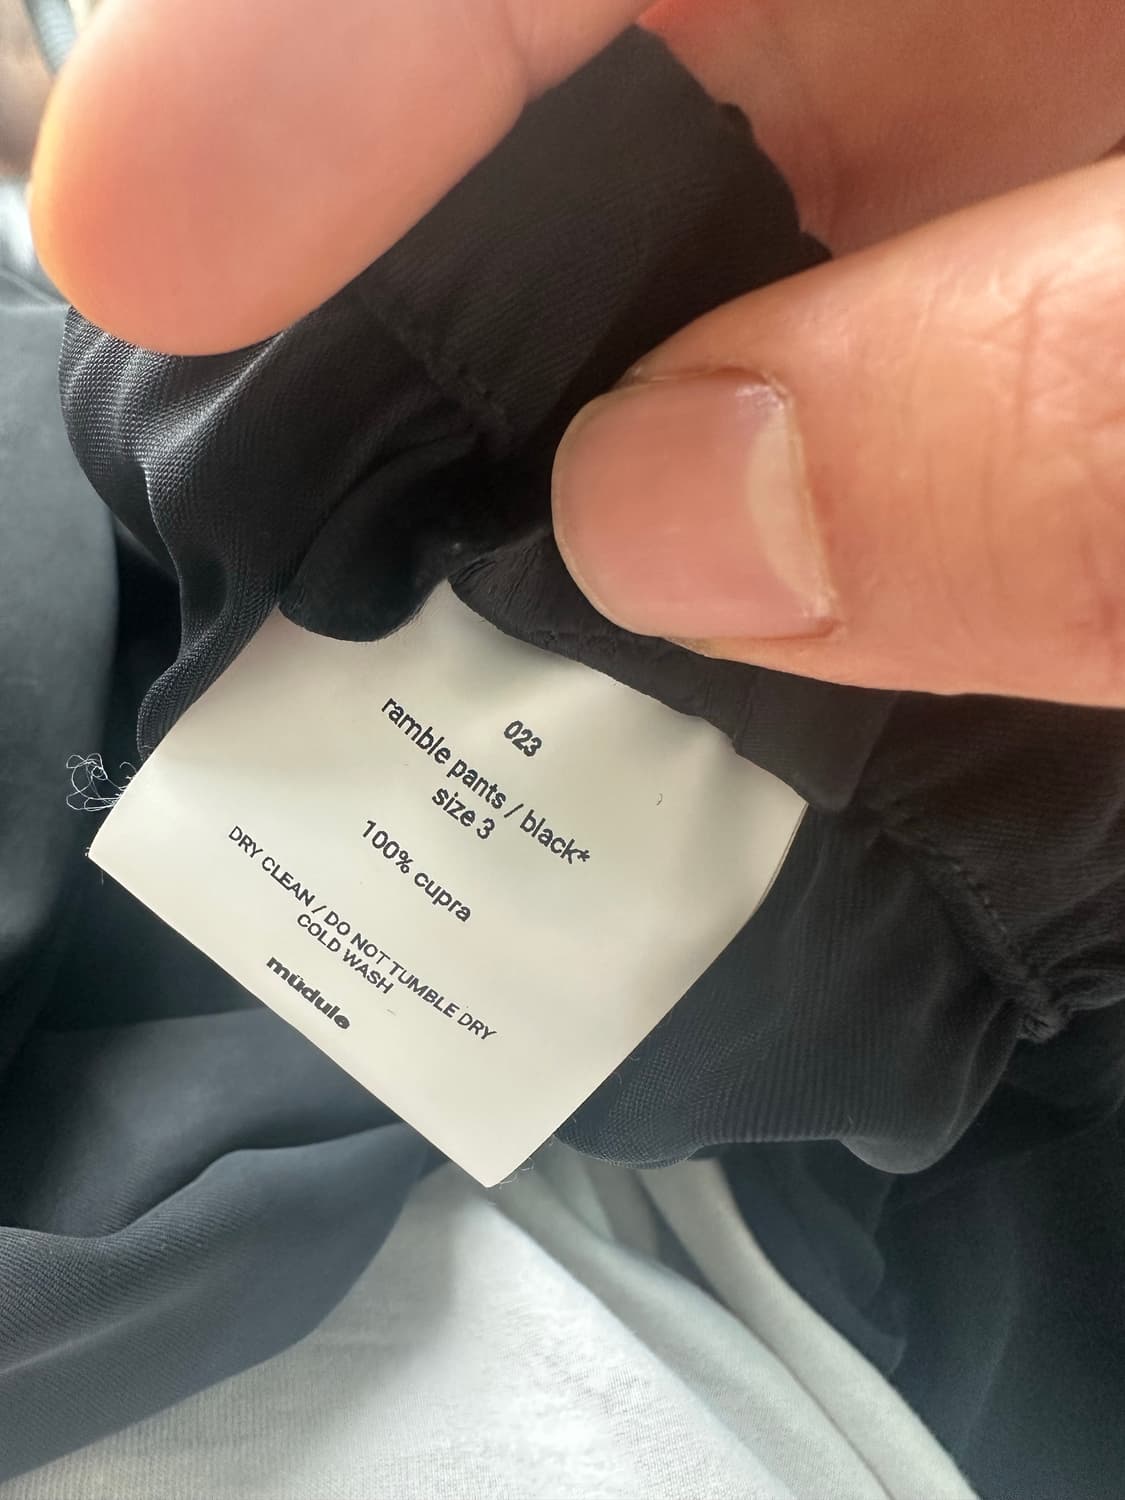 023
ramble pants / black*
size 3
100% cupra
DRY CLEAN / DO NOT TUMBLE DRY
COLD WASH
müdule